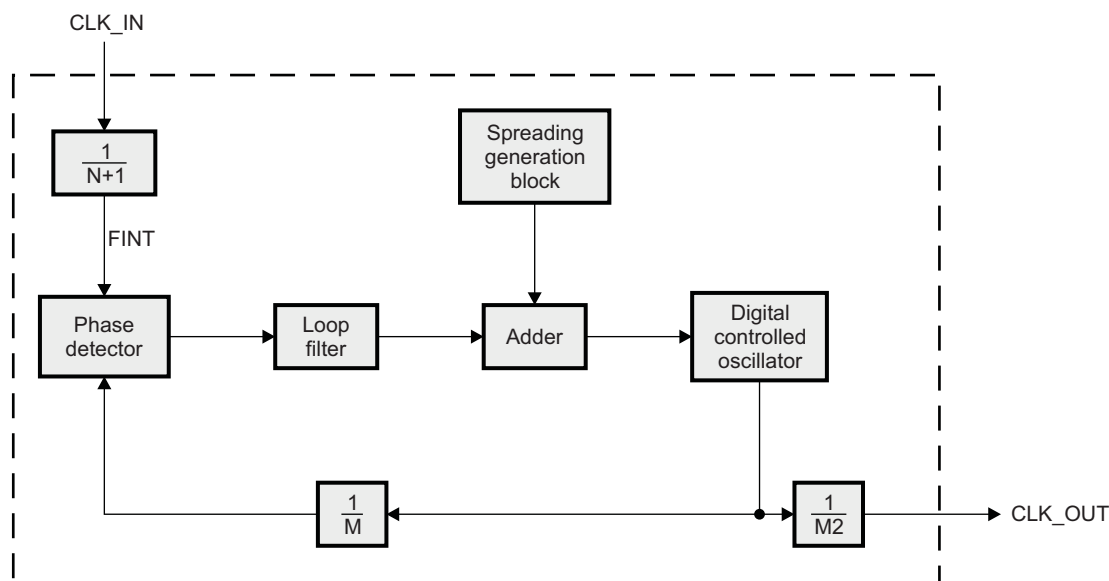 CLK_IN
1
N+1
FINT
Spreading
generation
block
Phase
detector
Loop
filter
Adder
Digital
controlled
oscillator
1
M
1
M2
CLK_OUT